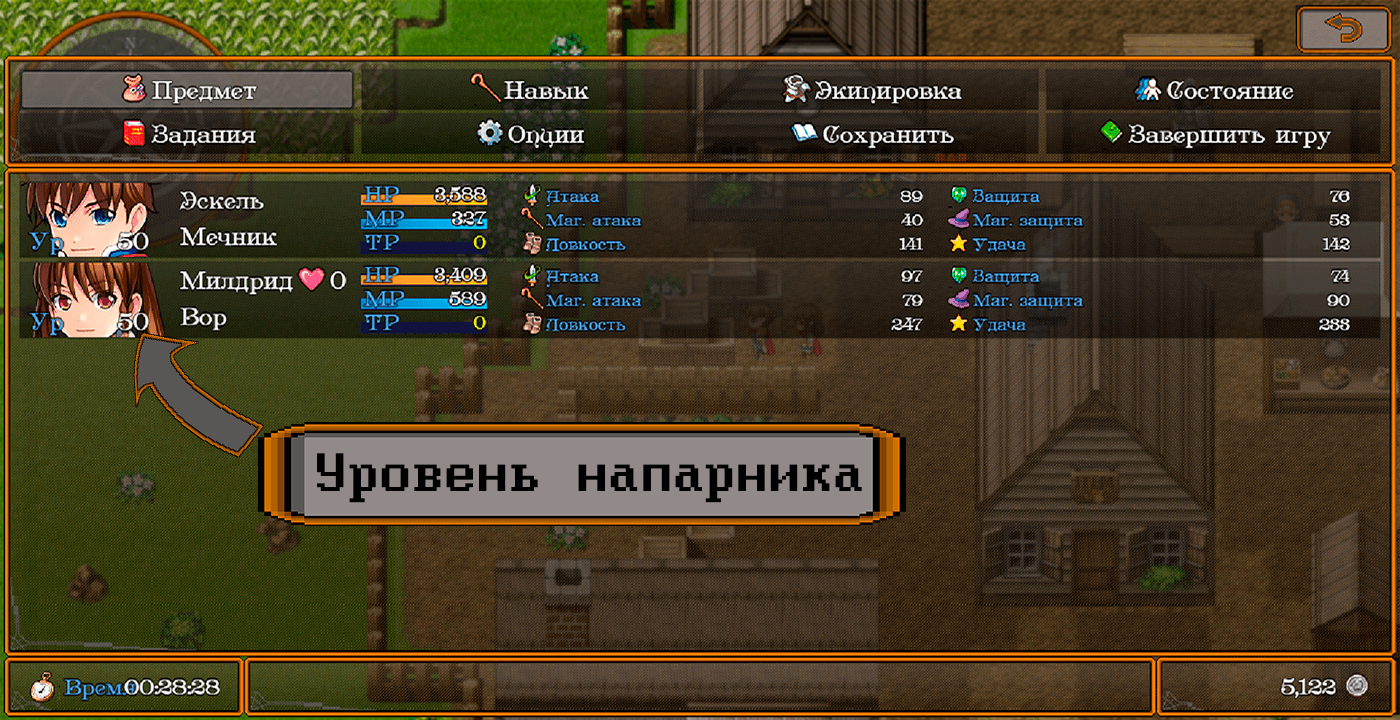 Предмет Навык Экицировка Состояние
Задания Опции Сохранить Завершить игру
Эскель HP 3,588 Атака 89 Защита 76
MP 327 Маг. атака 40 Маг. защита 53
Ур 50 Мечник TP 0 Ловкость 141 Удача 142
Милдрид 0 HP 3,409 Атака 97 Защита 74
MP 589 Маг. атака 79 Маг. защита 90
Ур 50 Вор TP 0 Ловкость 247 Удача 288
Уровень напарника
Время 00:28:28 5,122